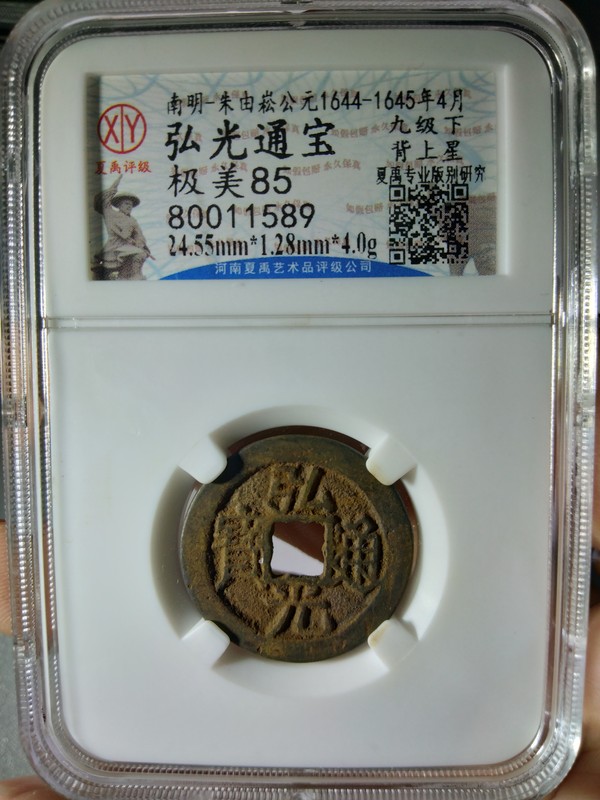 南明-朱由崧公元1644-1645年4月
XY
夏禹评级
弘光通宝
九级下
背上星
极美85
夏禹专业版别研究
80011589
24.55mm*1.28mm*4.0g
河南夏禹艺术品评级公司
弘光通寶